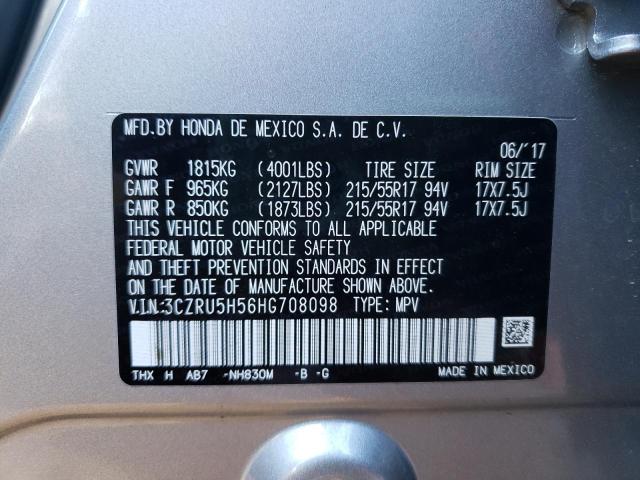 MFD.BY HONDA DE MEXICO S.A. DE C.V.
06/'17
GVWR 1815KG (4001LBS) TIRE SIZE RIM SIZE
GAWR F 965KG (2127LBS) 215/55R17 94V 17X7.5J
GAWR R 850KG (1873LBS) 215/55R17 94V 17X7.5J
THIS VEHICLE CONFORMS TO ALL APPLICABLE
FEDERAL MOTOR VEHICLE SAFETY
AND THEFT PREVENTION STANDARDS IN EFFECT
ON THE DATE OF MANUFACTURE SHOWN ABOVE.
V.I.N:3CZRU5H56HG708098 TYPE: MPV
THX H AB7 -NH830M -B -G
MADE IN MEXICO